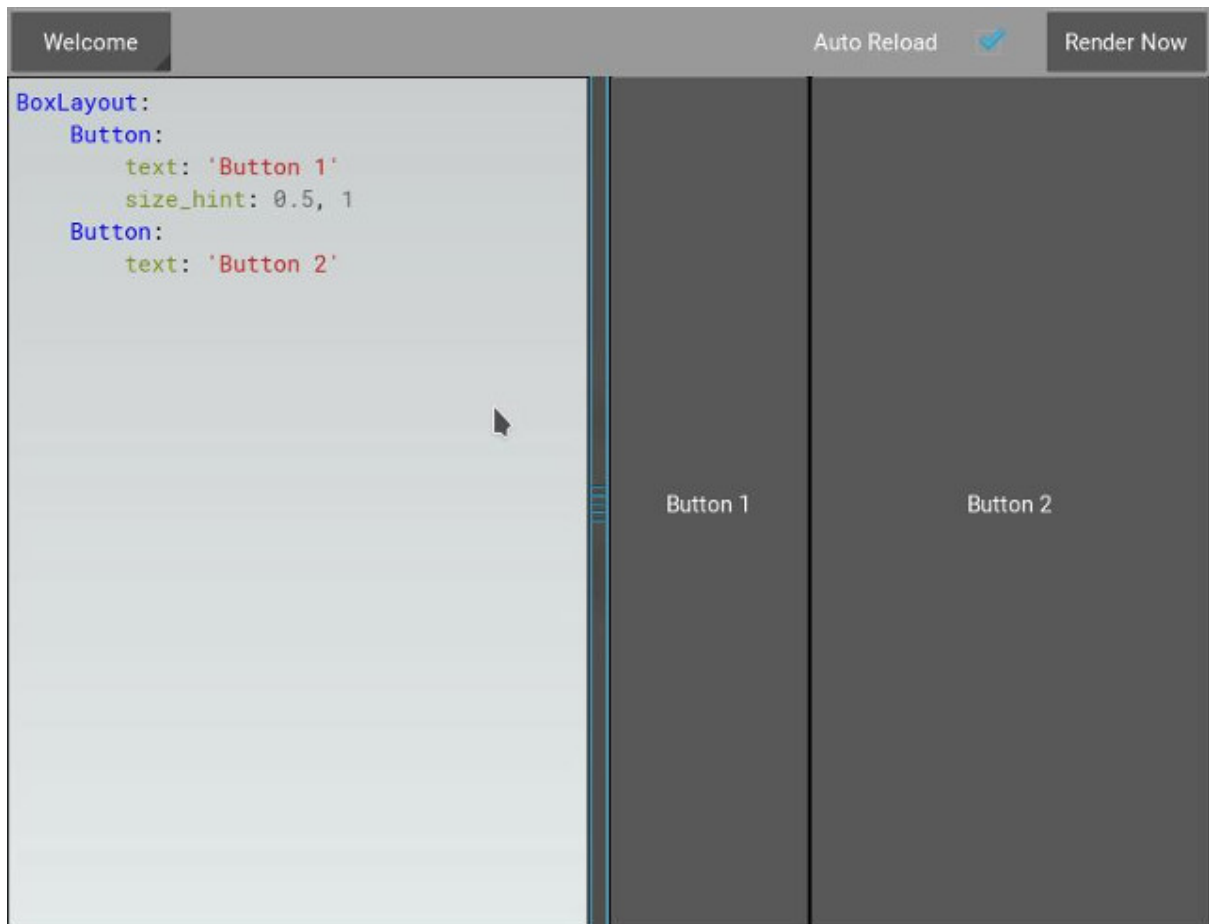 Welcome
Auto Reload
Render Now
BoxLayout:
    Button:
        text: 'Button 1'
        size_hint: 0.5, 1
    Button:
        text: 'Button 2'
Button 1
Button 2